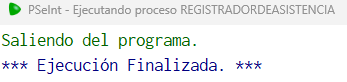 PSeInt - Ejecutando proceso REGISTRADORDEASISTENCIA
Saliendo del programa.
*** Ejecución Finalizada. ***